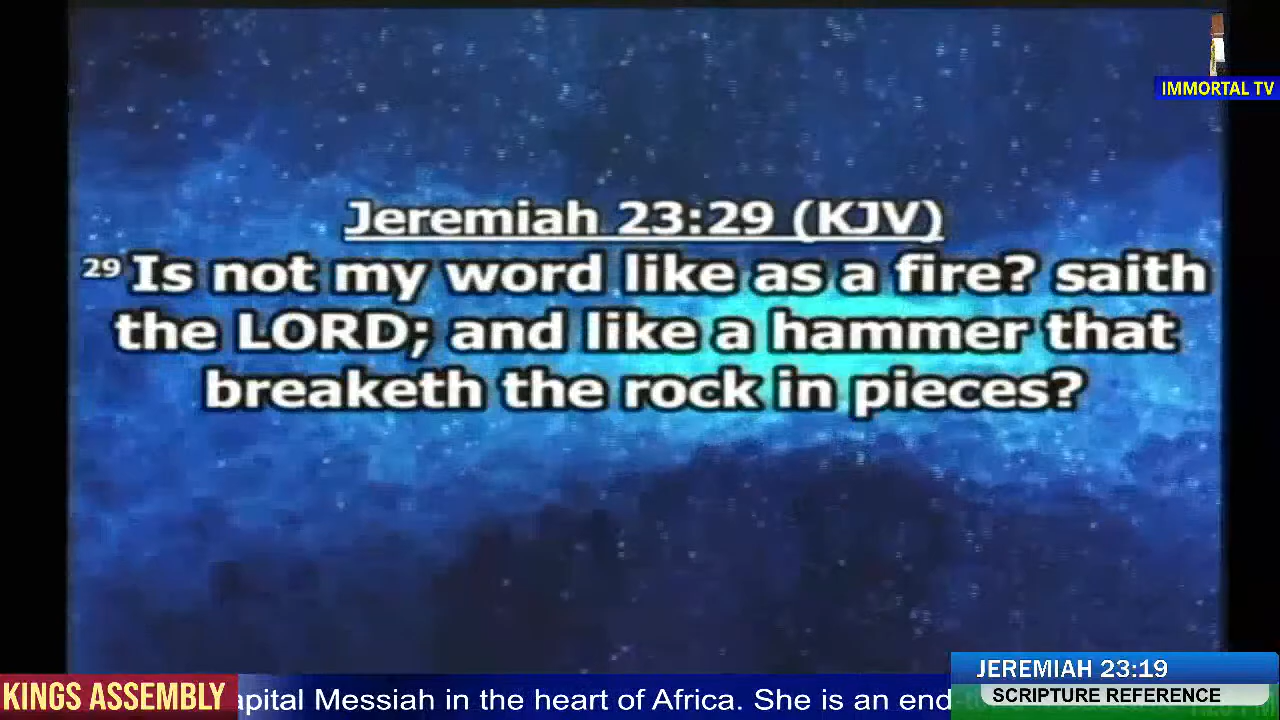 IMMORTAL TV
Jeremiah 23:29 (KJV)
29 Is not my word like as a fire? saith
the LORD; and like a hammer that
breaketh the rock in pieces?
JEREMIAH 23:19
SCRIPTURE REFERENCE
KINGS ASSEMBLY
apital Messiah in the heart of Africa. She is an end